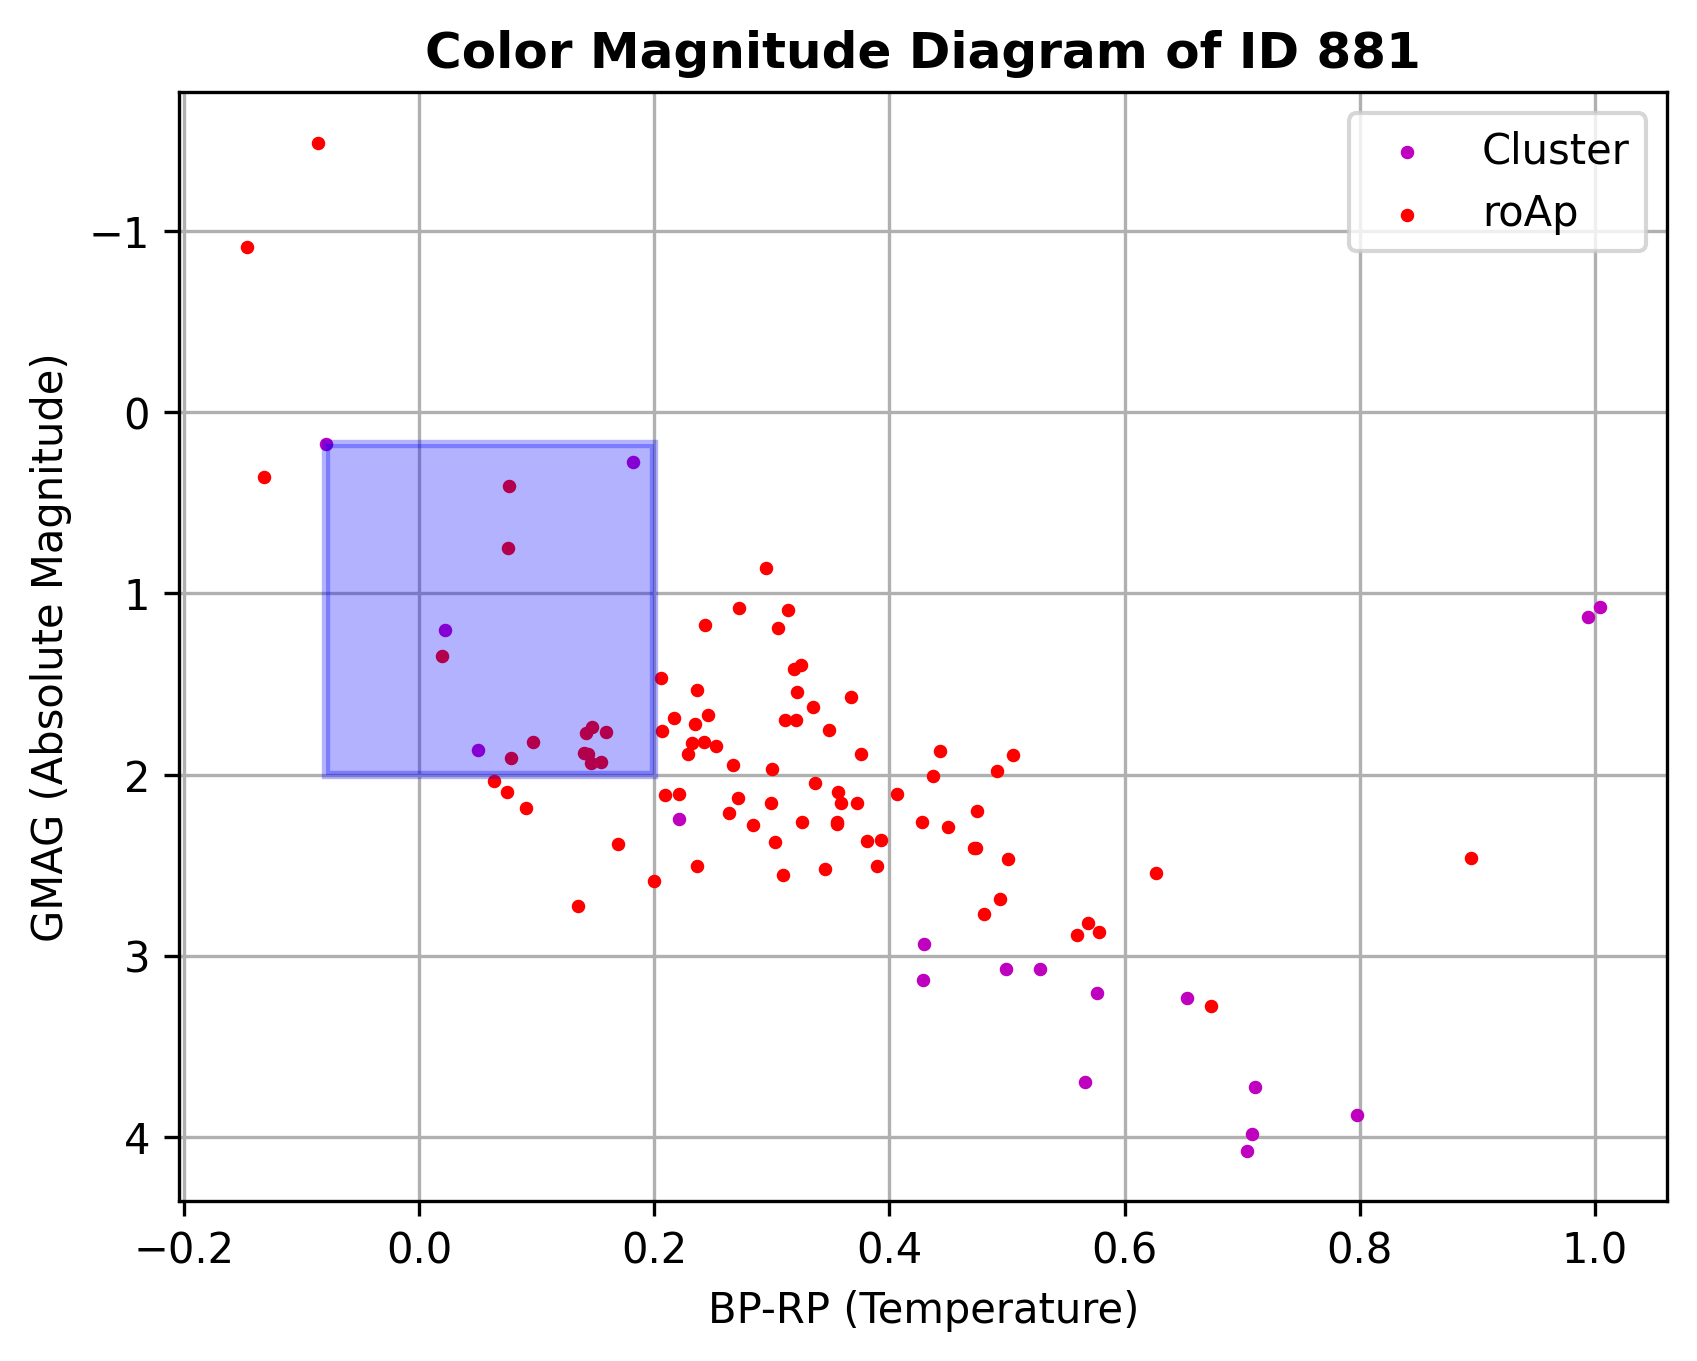 Color Magnitude Diagram of ID 881
Cluster
roAp
GMAG (Absolute Magnitude)
−1
0
1
2
3
4
−0.2 0.0 0.2 0.4 0.6 0.8 1.0
BP-RP (Temperature)